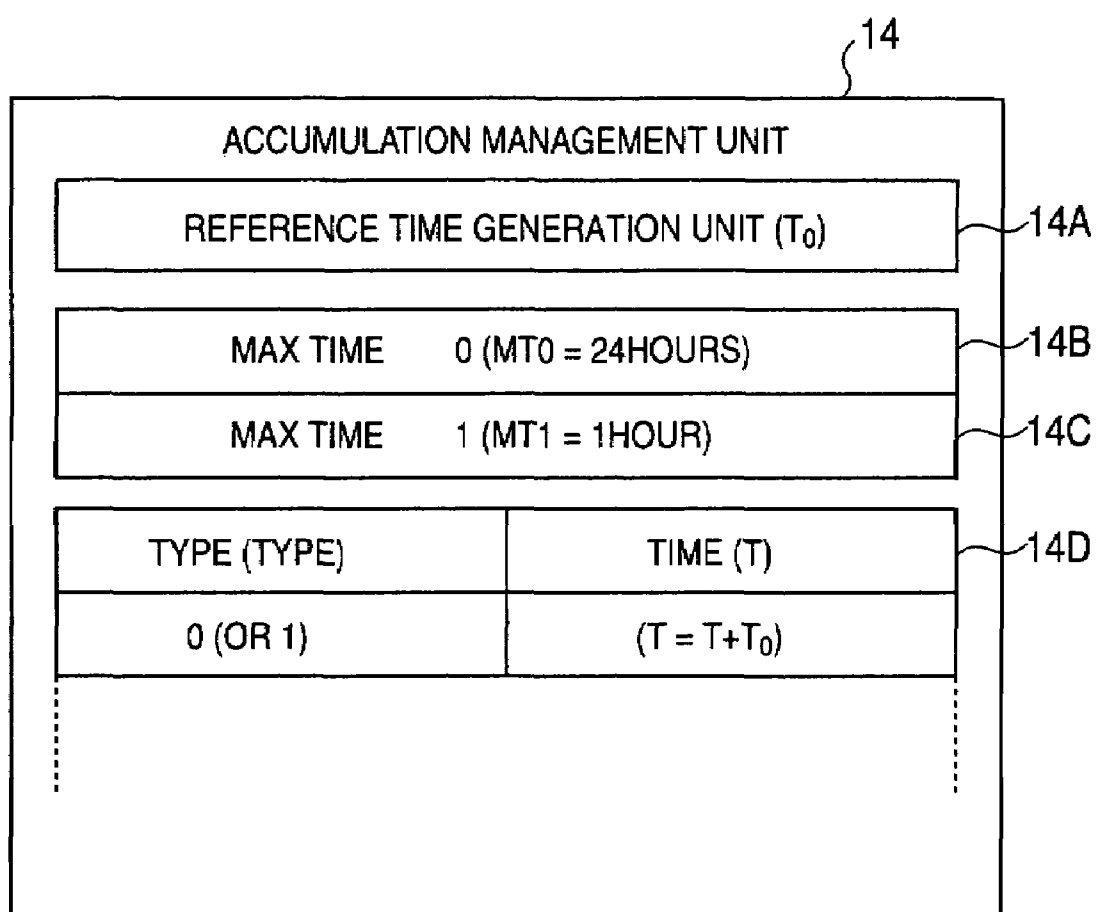 14
ACCUMULATION MANAGEMENT UNIT
REFERENCE TIME GENERATION UNIT (T₀)
14A
MAX TIME 0 (MT0 = 24HOURS)
14B
MAX TIME 1 (MT1 = 1HOUR)
14C
TYPE (TYPE) TIME (T)
14D
0 (OR 1) (T = T+T₀)